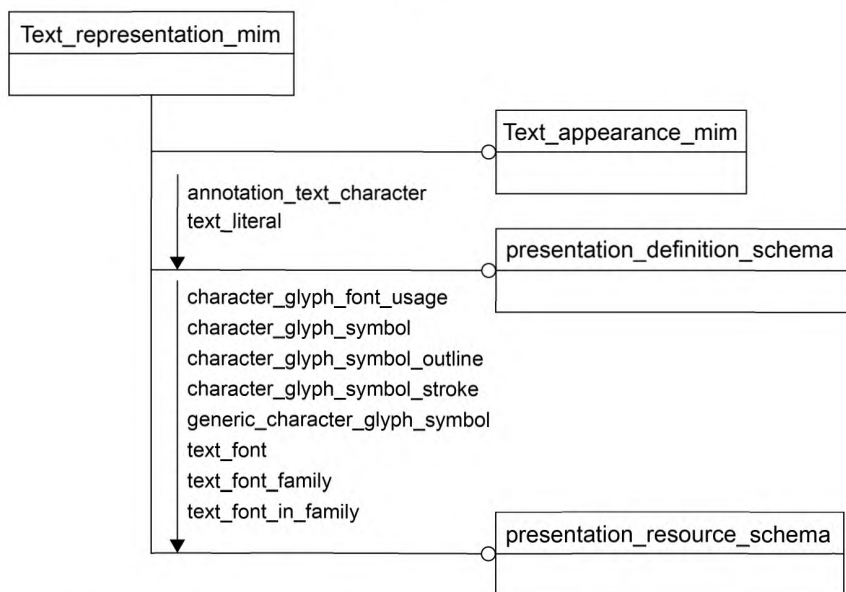 Text_representation_mim
Text_appearance_mim
annotation_text_character
text_literal
presentation_definition_schema
character_glyph_font_usage
character_glyph_symbol
character_glyph_symbol_outline
character_glyph_symbol_stroke
generic_character_glyph_symbol
text_font
text_font_family
text_font_in_family
presentation_resource_schema